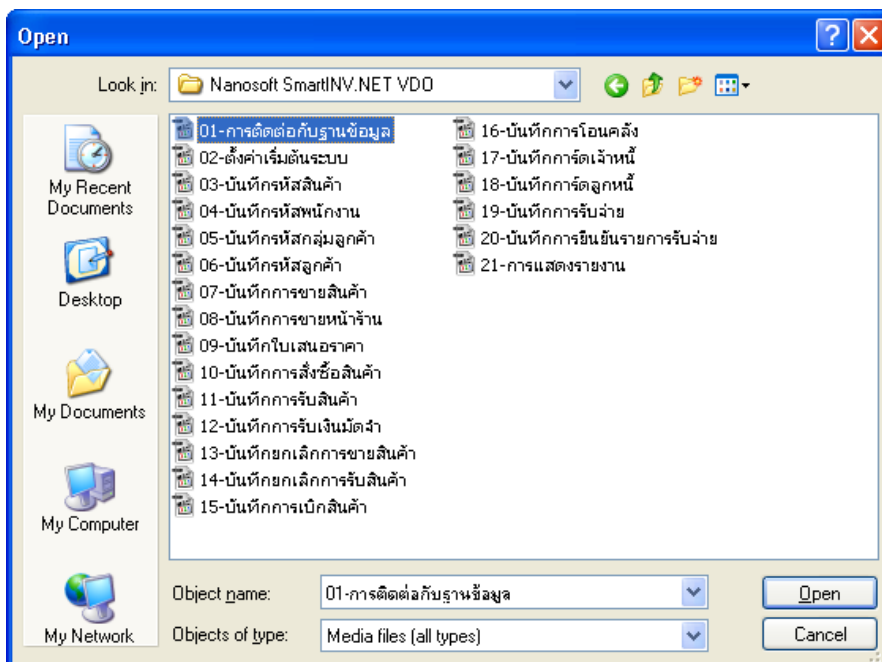 Open
Look in: Nanosoft SmartINV.NET VDO
My Recent Documents
Desktop
My Documents
My Computer
My Network
01-การติดต่อกับฐานข้อมูล
02-ตั้งค่าเริ่มต้นระบบ
03-บันทึกรหัสสินค้า
04-บันทึกรหัสพนักงาน
05-บันทึกรหัสกลุ่มลูกค้า
06-บันทึกรหัสลูกค้า
07-บันทึกการขายสินค้า
08-บันทึกการขายหน้าร้าน
09-บันทึกใบเสนอราคา
10-บันทึกการสั่งซื้อสินค้า
11-บันทึกการรับสินค้า
12-บันทึกการรับเงินมัดจำ
13-บันทึกยกเลิกการขายสินค้า
14-บันทึกยกเลิกการรับสินค้า
15-บันทึกการเบิกสินค้า
16-บันทึกการโอนคลัง
17-บันทึกการ์ดเจ้าหนี้
18-บันทึกการ์ดลูกหนี้
19-บันทึกการรับจ่าย
20-บันทึกการยืนยันรายการรับจ่าย
21-การแสดงรายงาน
Object name: 01-การติดต่อกับฐานข้อมูล
Open
Objects of type: Media files (all types)
Cancel